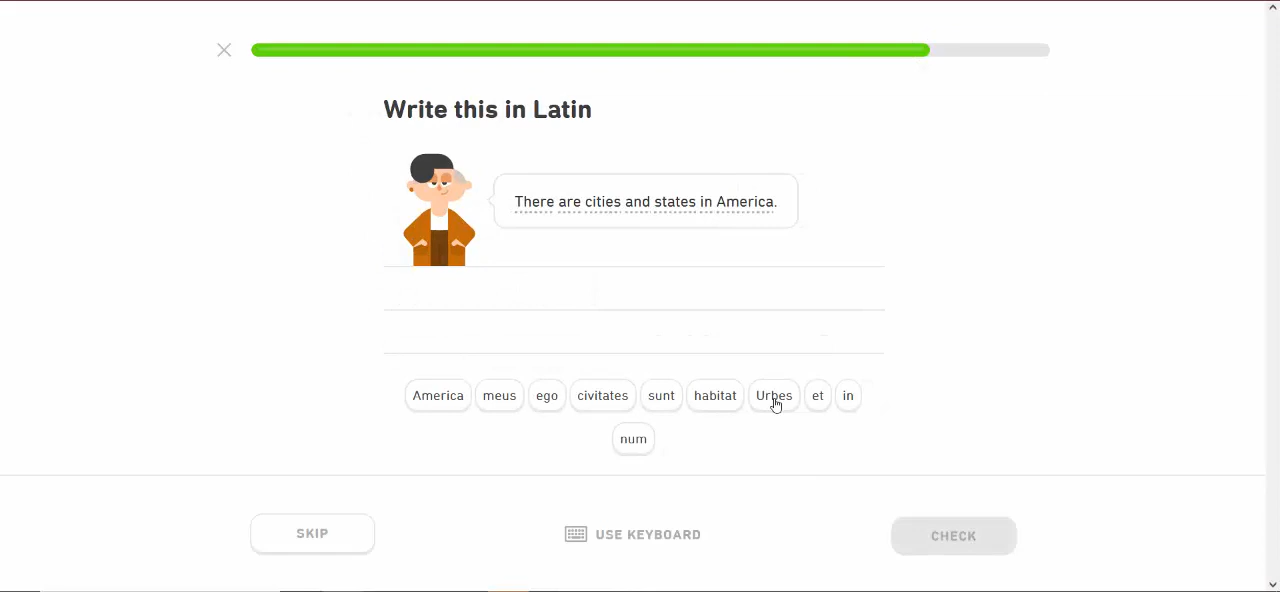 Write this in Latin
There are cities and states in America.
America meus ego civitates sunt habitat Urbes et in
num
SKIP USE KEYBOARD CHECK